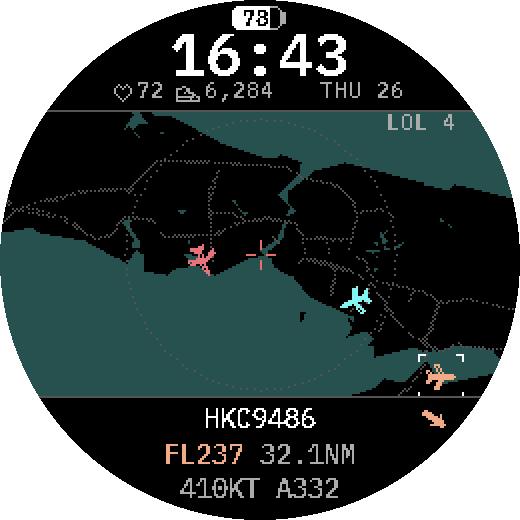 78
16:43
72 6,284 THU 26
LOL 4
HKC9486
FL237 32.1NM
410KT A332